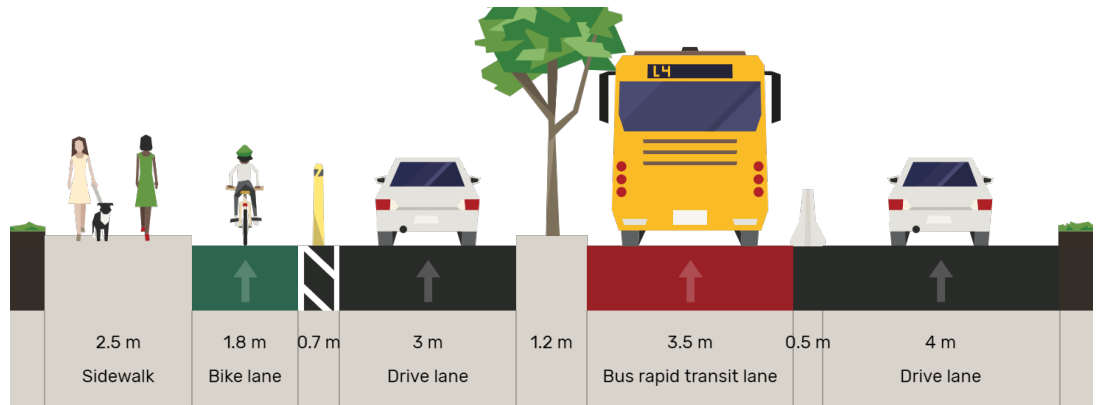 L4
2.5 m
1.8 m
0.7 m
3 m
1.2 m
3.5 m
0.5 m
4 m
Sidewalk
Bike lane
Drive lane
Bus rapid transit lane
Drive lane